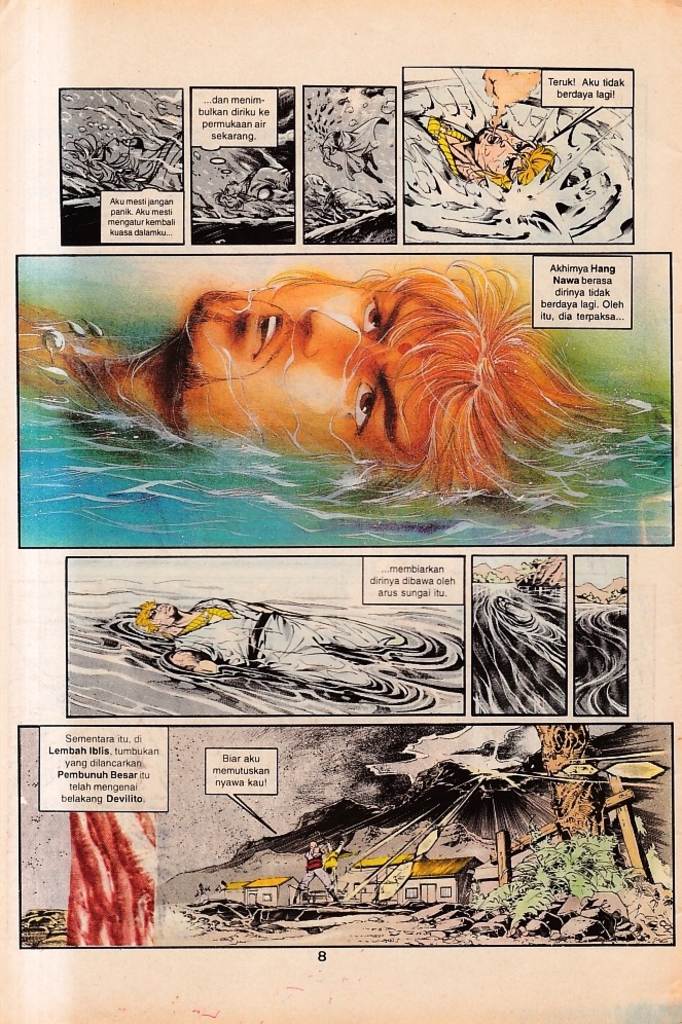 Aku mesti jangan
panik. Aku mesti
mengatur kembali
kuasa dalamku...
...dan menim-
bulkan diriku ke
permukaan air
sekarang.
Teruk! Aku tidak
berdaya lagi!
Akhirnya Hang
Nawa berasa
dirinya tidak
berdaya lagi. Oleh
itu, dia terpaksa...
...membiarkan
dirinya dibawa oleh
arus sungai itu.
Sementara itu, di
Lembah Iblis, tumbukan
yang dilancarkan
Pembunuh Besar itu
telah mengenai
belakang Devilito.
Biar aku
memutuskan
nyawa kau!
8